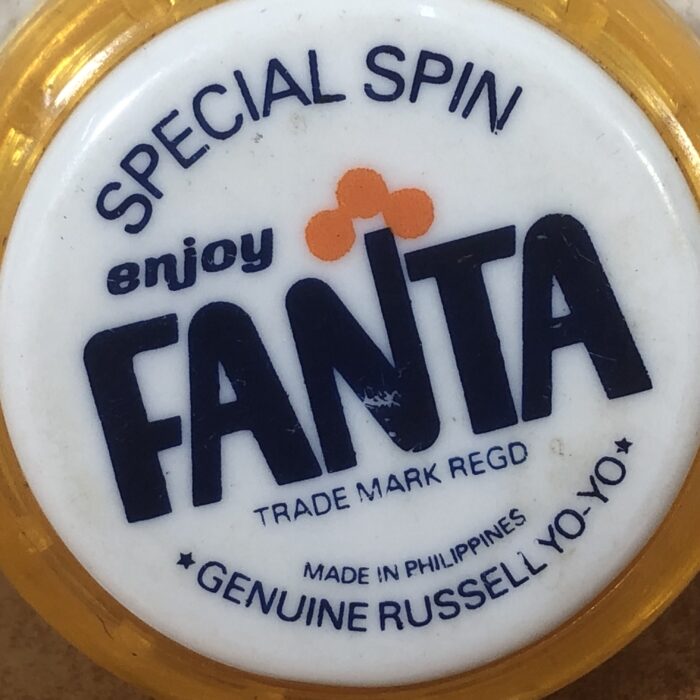 SPECIAL SPIN
enjoy
FANTA
TRADE MARK REGD
MADE IN PHILIPPINES
GENUINE RUSSELL YO-YO